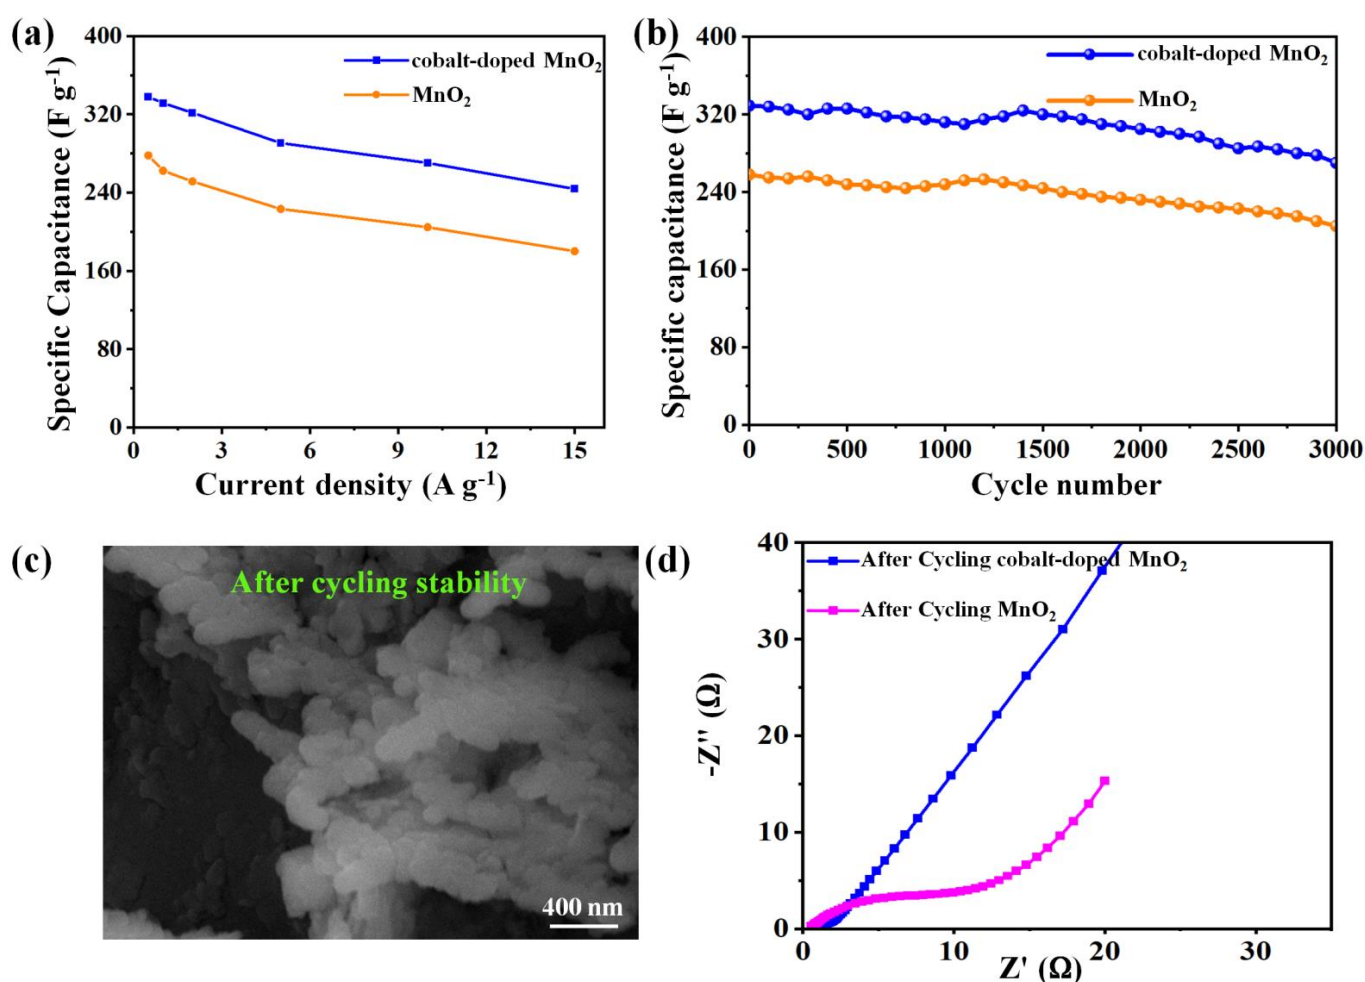 (a)
400
320
240
160
80
0
Specific Capacitance (F g⁻¹)
cobalt-doped MnO₂
MnO₂
0 3 6 9 12 15
Current density (A g⁻¹)
(b)
400
320
240
160
80
0
Specific capacitance (F g⁻¹)
cobalt-doped MnO₂
MnO₂
0 500 1000 1500 2000 2500 3000
Cycle number
(c)
After cycling stability
400 nm
(d)
40
30
20
10
0
-Z'' (Ω)
After Cycling cobalt-doped MnO₂
After Cycling MnO₂
0 10 20 30
Z' (Ω)